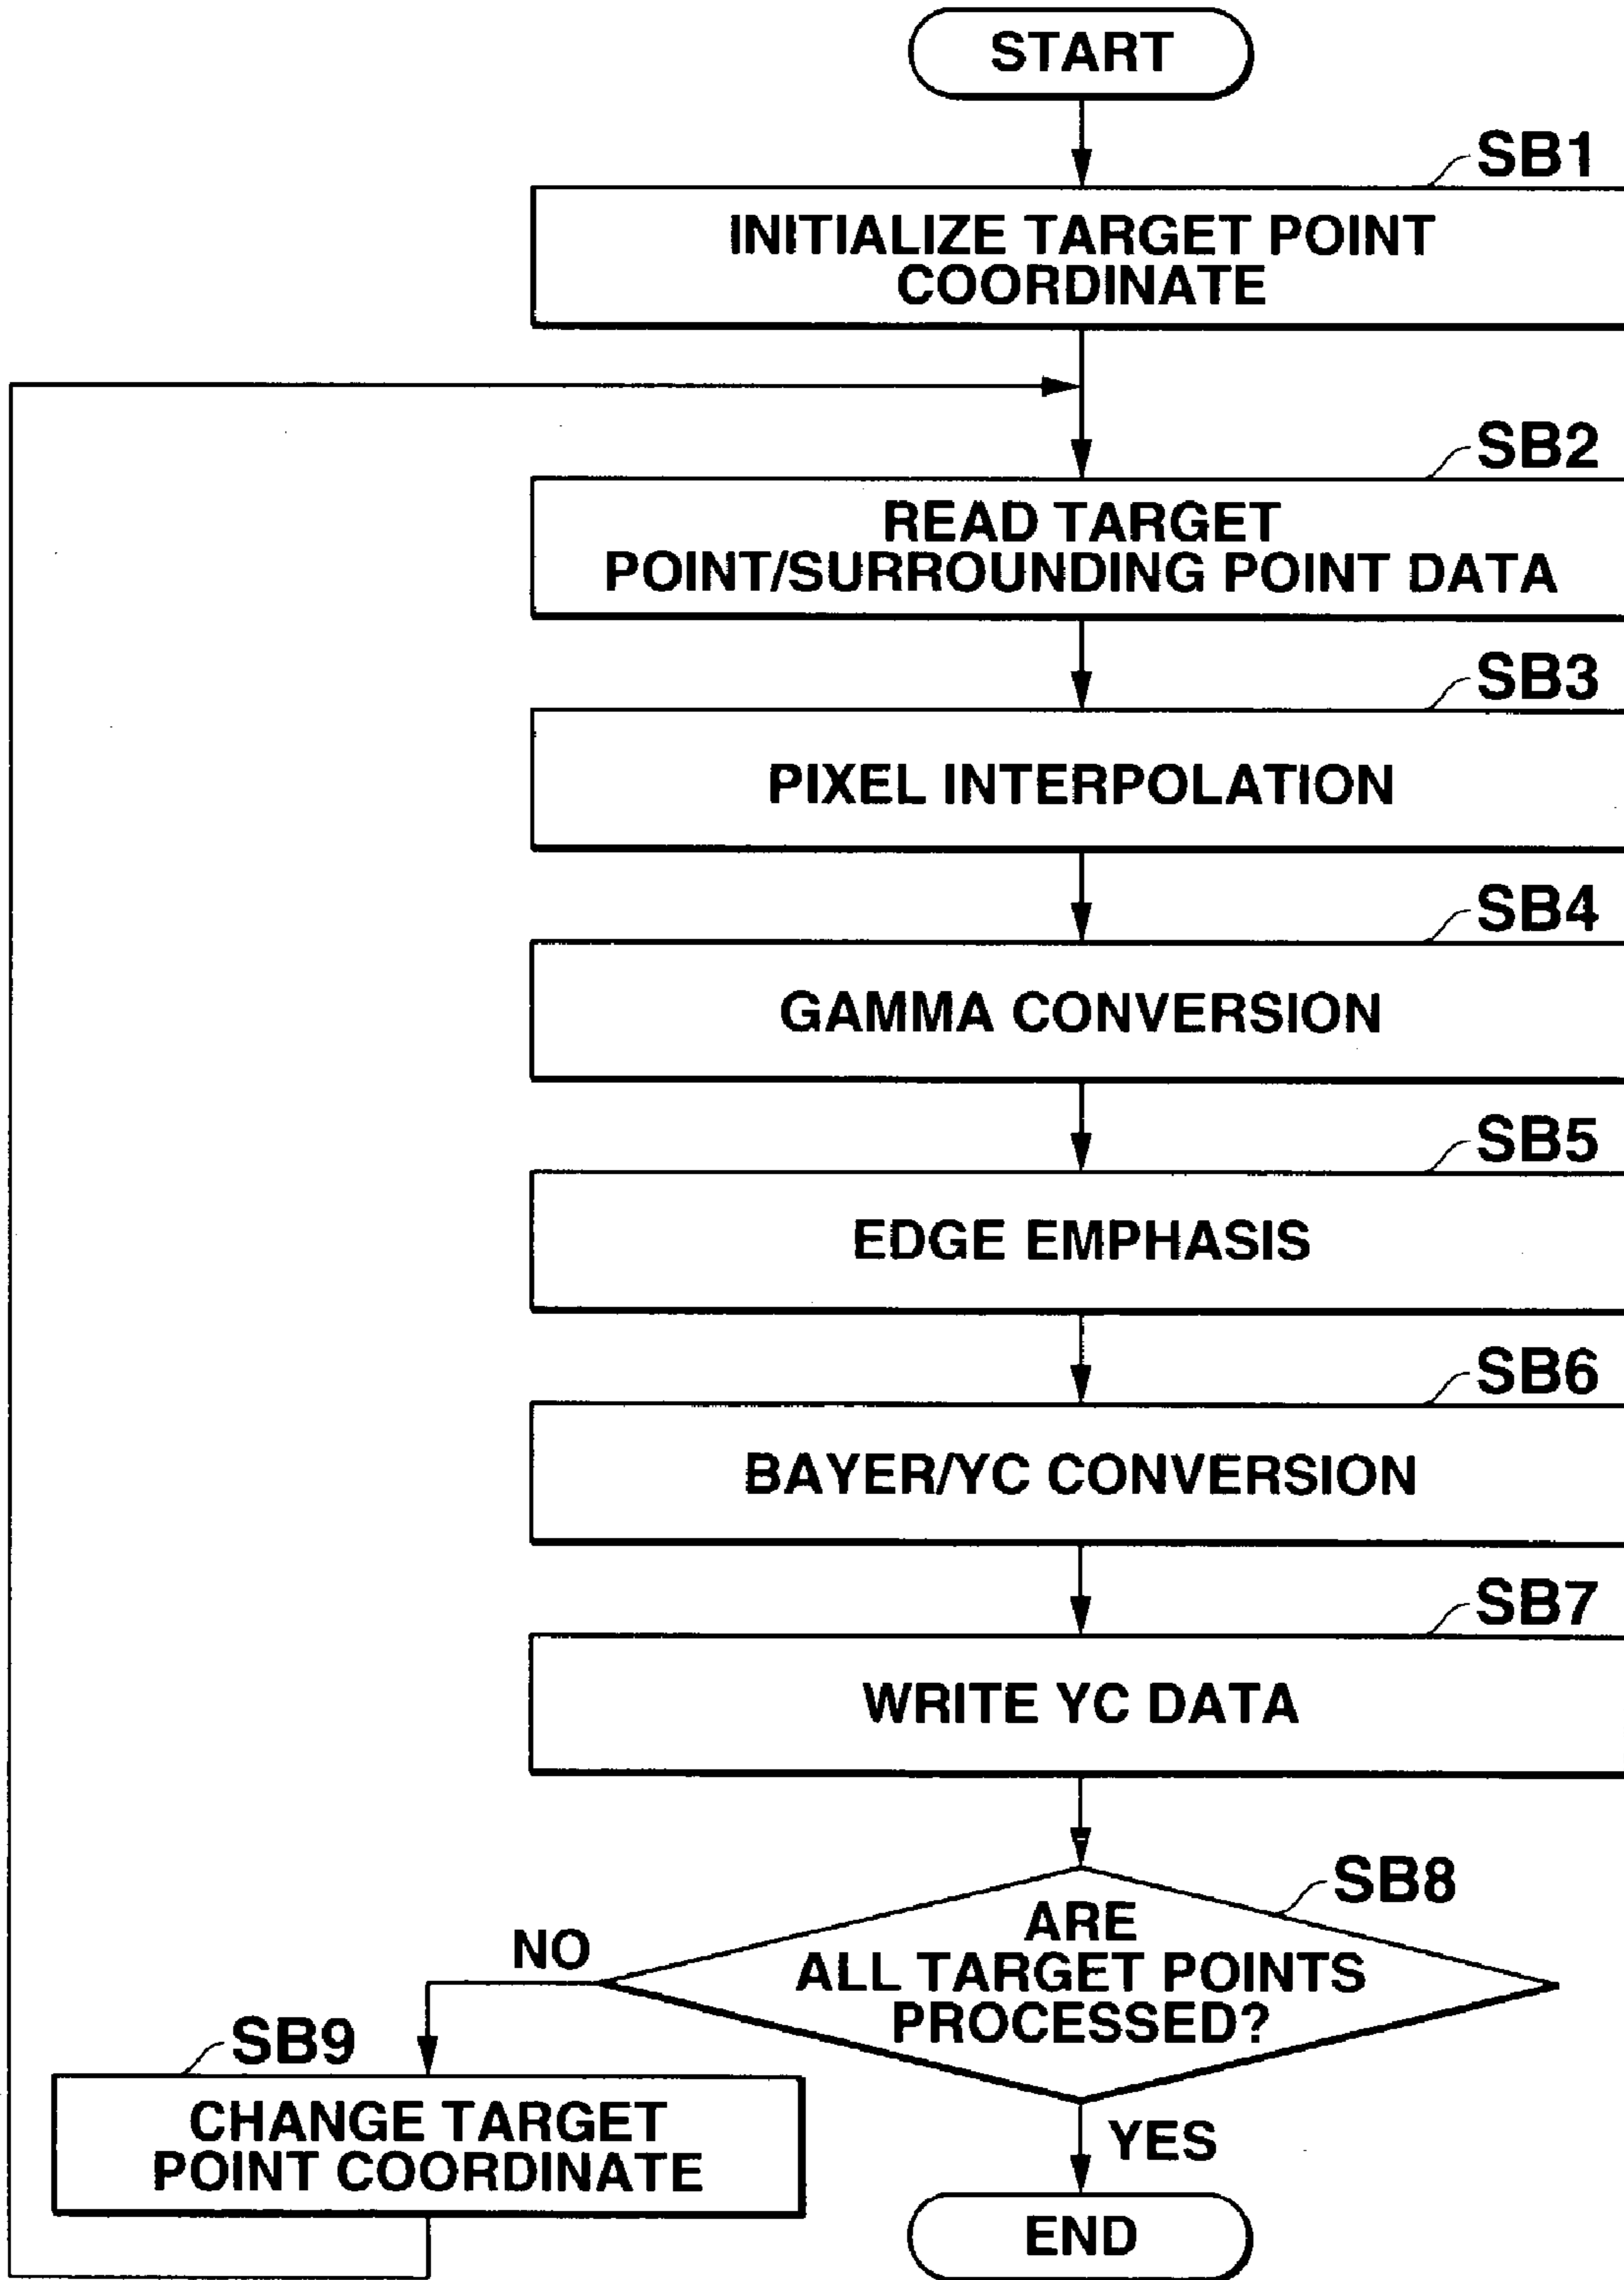 START
SB1
INITIALIZE TARGET POINT
COORDINATE
SB2
READ TARGET
POINT/SURROUNDING POINT DATA
SB3
PIXEL INTERPOLATION
SB4
GAMMA CONVERSION
SB5
EDGE EMPHASIS
SB6
BAYER/YC CONVERSION
SB7
WRITE YC DATA
SB8
ARE
ALL TARGET POINTS
PROCESSED?
NO
SB9
CHANGE TARGET
POINT COORDINATE
YES
END